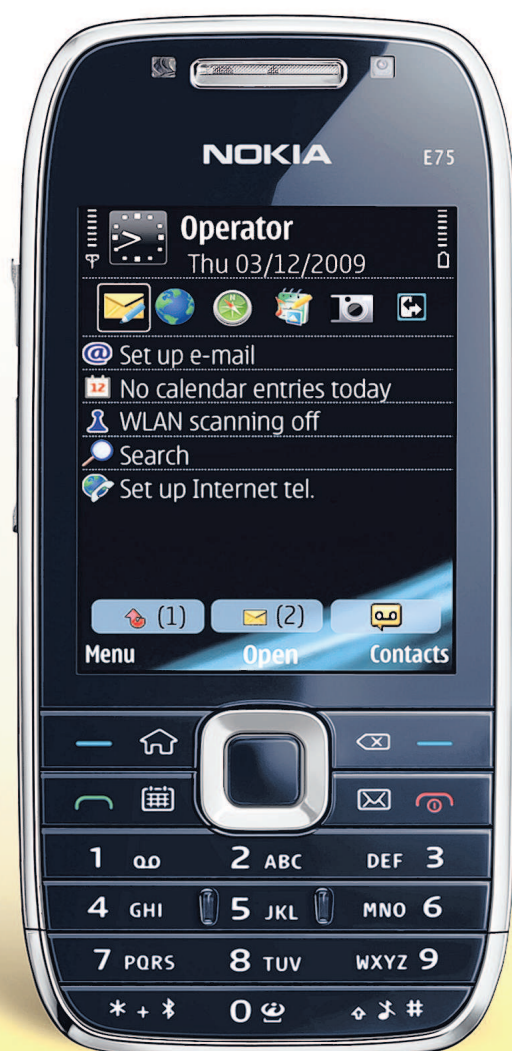 NOKIA E75
Operator
Thu 03/12/2009
@ Set up e-mail
12 No calendar entries today
WLAN scanning off
Search
Set up Internet tel.
(1) (2)
Menu Open Contacts
1 2 ABC DEF 3
4 GHI 5 JKL MNO 6
7 PQRS 8 TUV WXYZ 9
* + 0 #